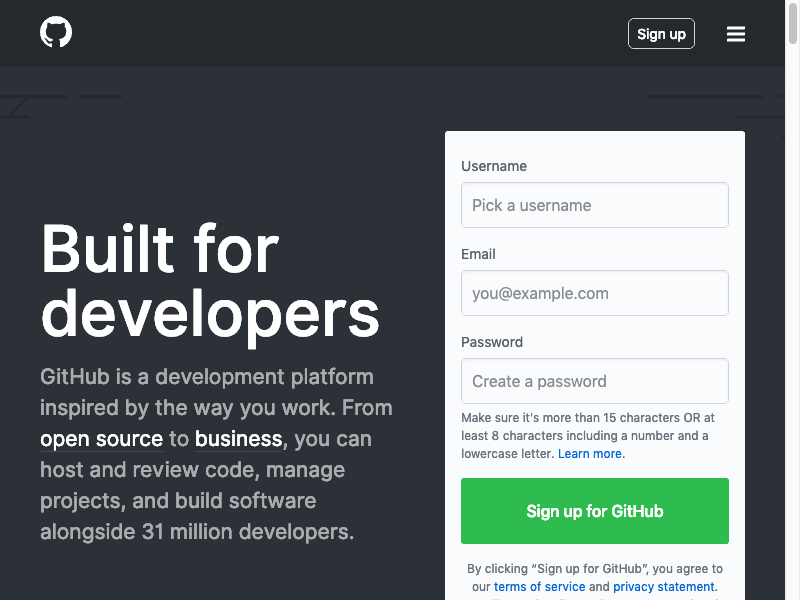 Sign up
Built for
developers
GitHub is a development platform
inspired by the way you work. From
open source to business, you can
host and review code, manage
projects, and build software
alongside 31 million developers.
Username
Pick a username
Email
you@example.com
Password
Create a password
Make sure it's more than 15 characters OR at
least 8 characters including a number and a
lowercase letter. Learn more.
Sign up for GitHub
By clicking “Sign up for GitHub”, you agree to
our terms of service and privacy statement.